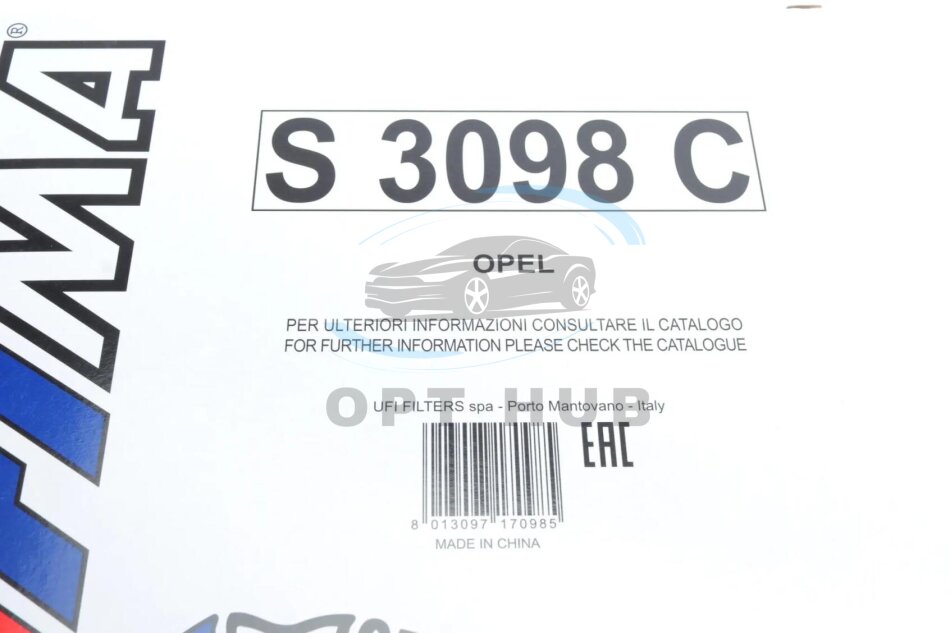 ®
IMA
S 3098 C
OPEL
PER ULTERIORI INFORMAZIONI CONSULTARE IL CATALOGO
FOR FURTHER INFORMATION PLEASE CHECK THE CATALOGUE
OPT HUB
UFI FILTERS spa - Porto Mantovano - Italy
EAC
8 013097 170985
MADE IN CHINA